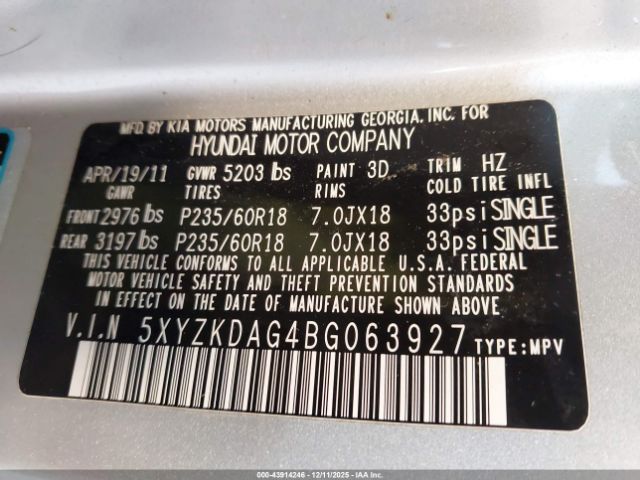 MFD.BY KIA MOTORS MANUFACTURING GEORGIA.INC.FOR
HYUNDAI MOTOR COMPANY
APR/19/11 GVWR 5203 lbs PAINT 3D TRIM HZ
GAWR TIRES RIMS COLD TIRE INFL
FRONT 2976 lbs P235/60R18 7.0JX18 33psi SINGLE
REAR 3197 lbs P235/60R18 7.0JX18 33psi SINGLE
THIS VEHICLE CONFORMS TO ALL APPLICABLE U.S.A. FEDERAL
MOTOR VEHICLE SAFETY AND THEFT PREVENTION STANDARDS
IN EFFECT ON THE DATE OF MANUFACTURE SHOWN ABOVE
V.I.N 5XYZKDAG4BG063927 TYPE:MPV
000-43914246 - 12/11/2025 - IAA Inc.